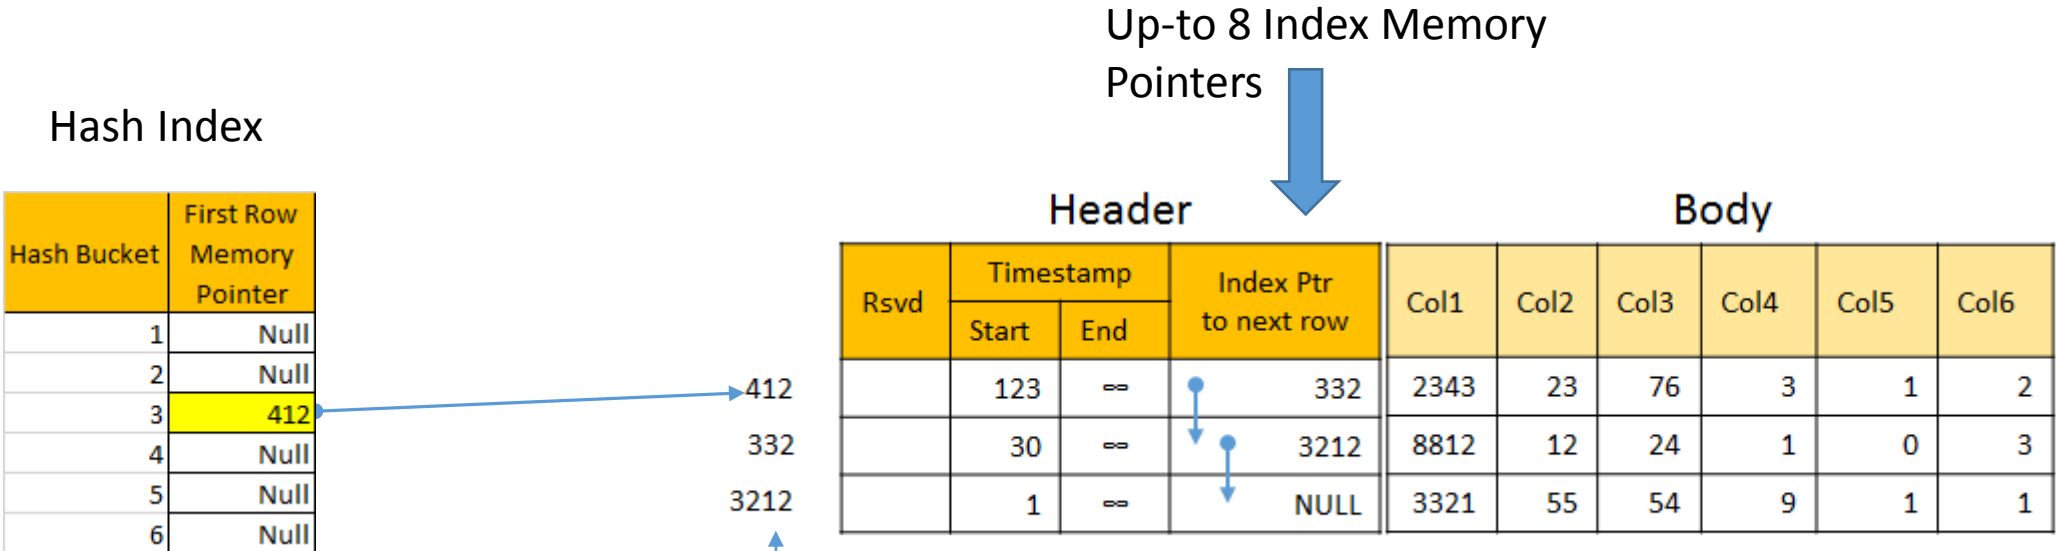 Up-to 8 Index Memory
Pointers
Hash Index
Hash Bucket
First Row
Memory
Pointer
1 Null
2 Null
3 412
4 Null
5 Null
6 Null
412
332
3212
Header
Rsvd
Timestamp
Start End
Index Ptr
to next row
123 ∞ 332
30 ∞ 3212
1 ∞ NULL
Body
Col1 Col2 Col3 Col4 Col5 Col6
2343 23 76 3 1 2
8812 12 24 1 0 3
3321 55 54 9 1 1